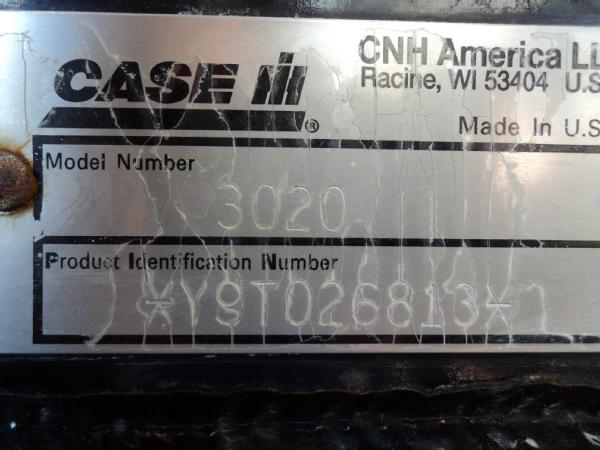 CASE IH®
CNH America LL
Racine, WI 53404 U.S
Made In U.S
Model Number
3020
Product Identification Number
*Y9T026813*